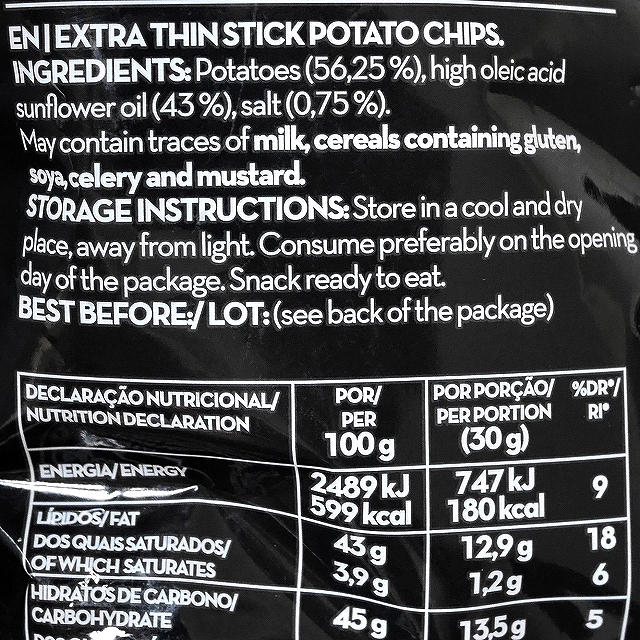 EN | EXTRA THIN STICK POTATO CHIPS.
INGREDIENTS: Potatoes (56,25 %), high oleic acid
sunflower oil (43 %), salt (0,75 %).
May contain traces of milk, cereals containing gluten,
soya, celery and mustard.
STORAGE INSTRUCTIONS: Store in a cool and dry
place, away from light. Consume preferably on the opening
day of the package. Snack ready to eat.
BEST BEFORE:/ LOT: (see back of the package)
DECLARAÇÃO NUTRICIONAL/ POR/ POR PORÇÃO/ %DR*/
NUTRITION DECLARATION PER PER PORTION RI*
100 g (30 g)
ENERGIA/ ENERGY 2489 kJ 747 kJ 9
599 kcal 180 kcal
LÍPIDOS/ FAT 43 g 12,9 g 18
DOS QUAIS SATURADOS/
OF WHICH SATURATES 3,9 g 1,2 g 6
HIDRATOS DE CARBONO/
CARBOHYDRATE 45 g 13,5 g 5